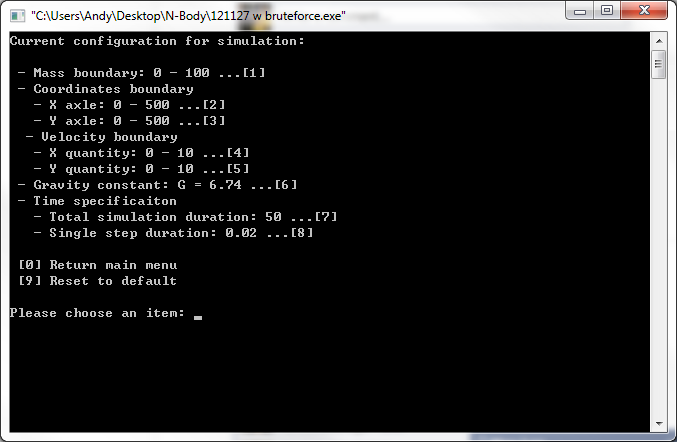 "C:\Users\Andy\Desktop\N-Body\121127 w bruteforce.exe"
Current configuration for simulation:
- Mass boundary: 0 - 100 ...[1]
- Coordinates boundary
- X axle: 0 - 500 ...[2]
- Y axle: 0 - 500 ...[3]
- Velocity boundary
- X quantity: 0 - 10 ...[4]
- Y quantity: 0 - 10 ...[5]
- Gravity constant: G = 6.74 ...[6]
- Time specificaiton
- Total simulation duration: 50 ...[7]
- Single step duration: 0.02 ...[8]
[0] Return main menu
[9] Reset to default
Please choose an item: _